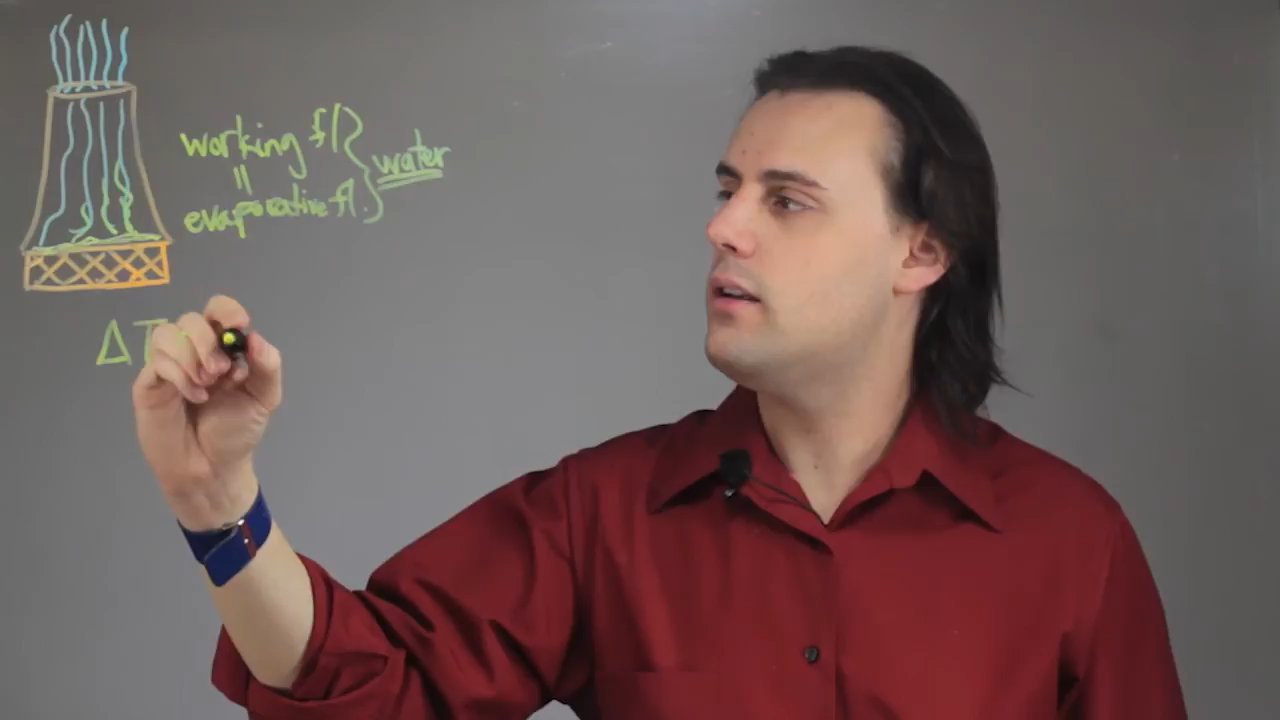 working fl } water
||
evaporative fl.
ΔT